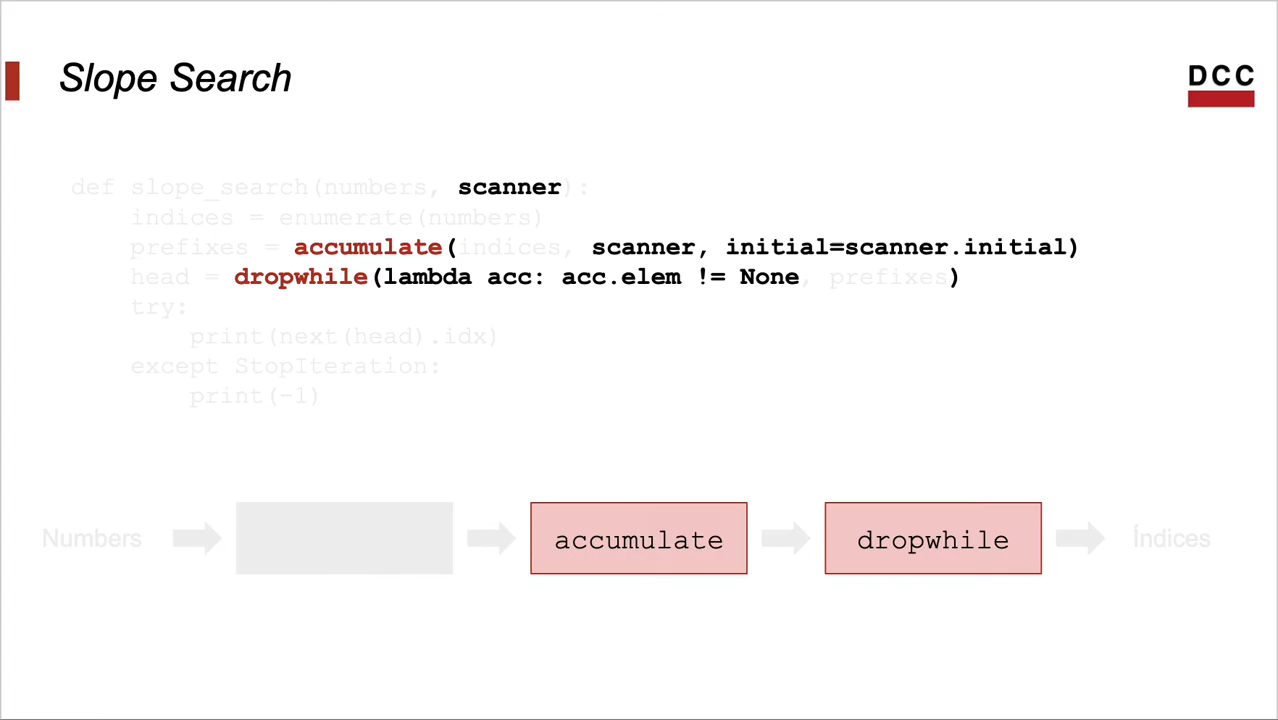 Slope Search
DCC
def slope_search(numbers, scanner):
    indices = enumerate(numbers)
    prefixes = accumulate(indices, scanner, initial=scanner.initial)
    head = dropwhile(lambda acc: acc.elem != None, prefixes)
    try:
        print(next(head).idx)
    except StopIteration:
        print(-1)
Numbers
accumulate
dropwhile
Índices